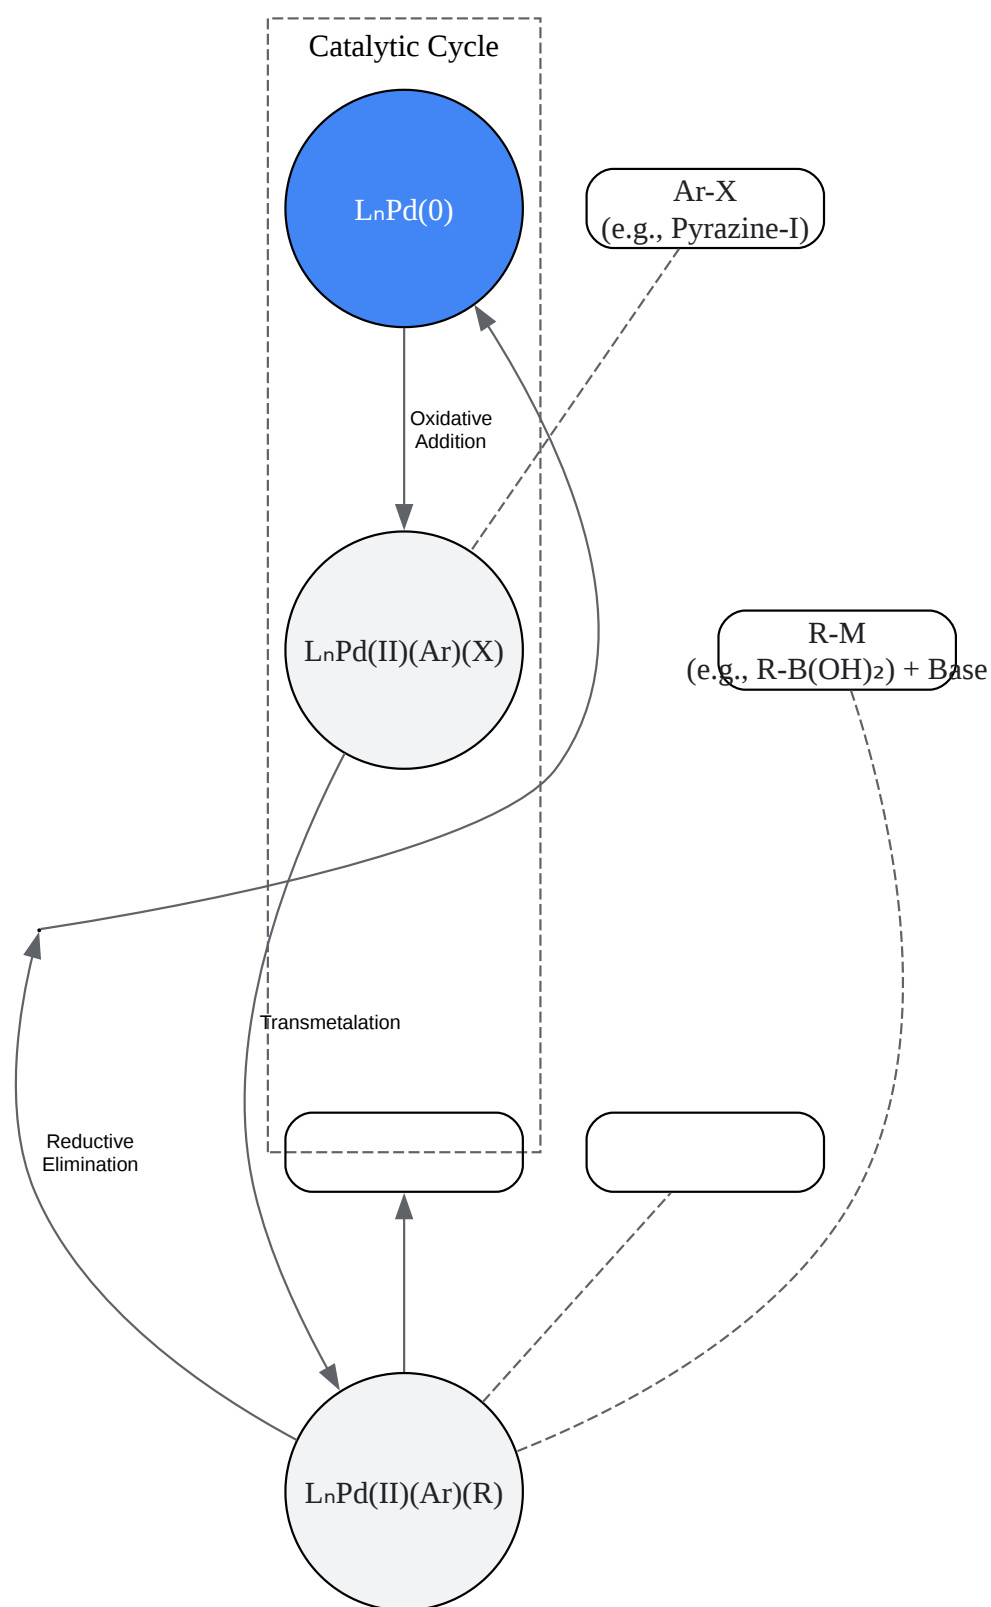 Catalytic Cycle
LₙPd(0)
Ar-X
(e.g., Pyrazine-I)
Oxidative
Addition
LₙPd(II)(Ar)(X)
R-M
(e.g., R-B(OH)₂) + Base
Transmetalation
Reductive
Elimination
LₙPd(II)(Ar)(R)